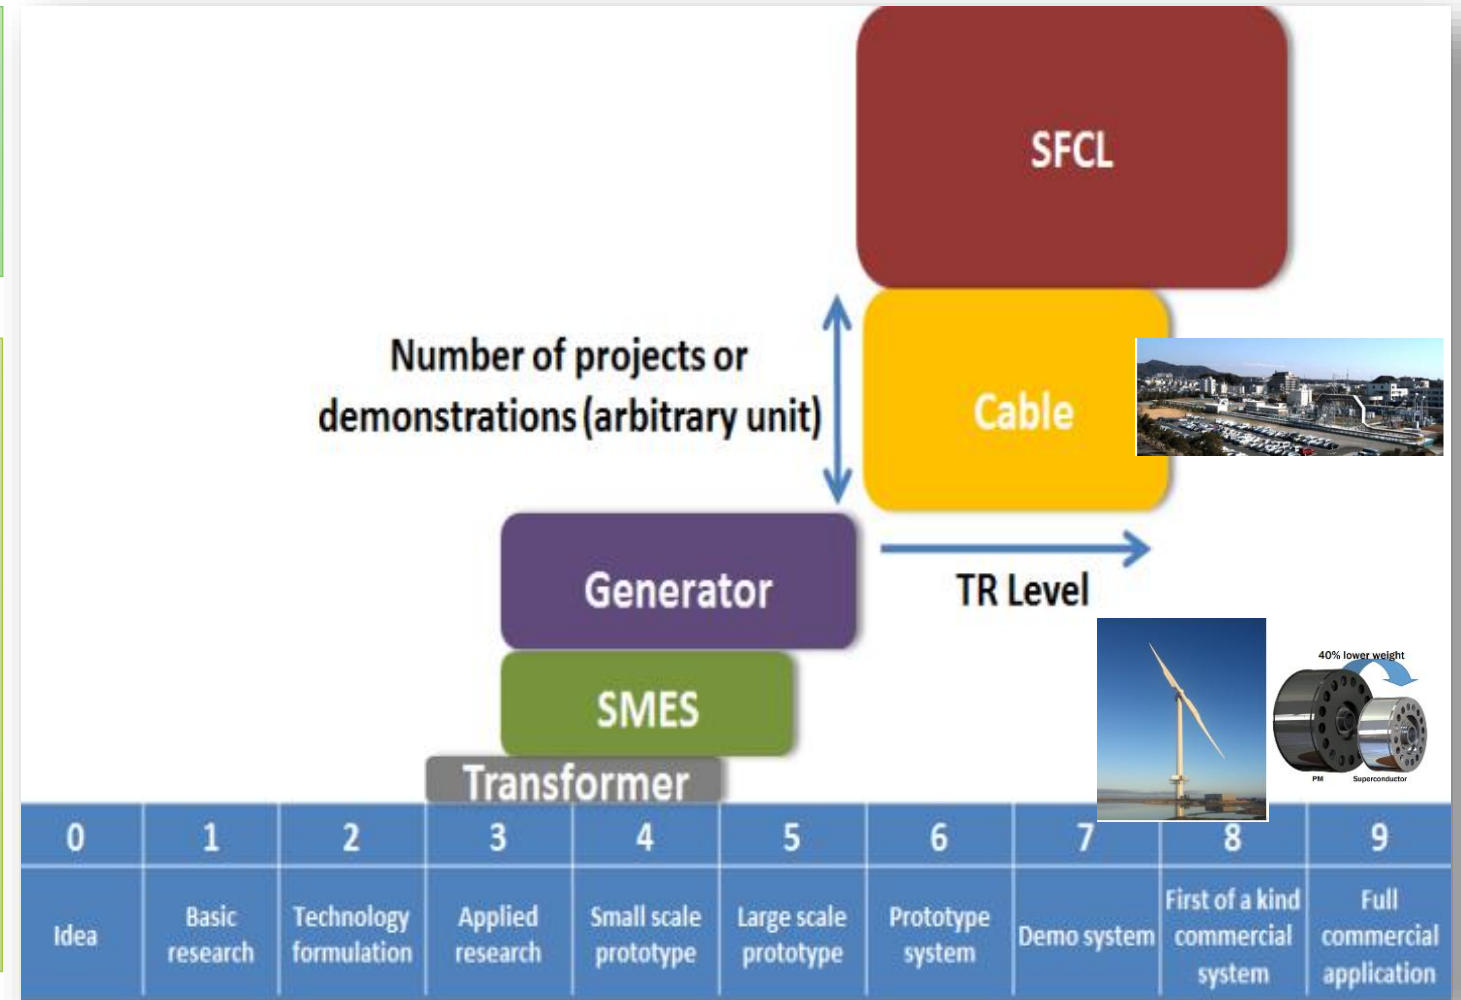 SFCL
Number of projects or
demonstrations (arbitrary unit)
Cable
Generator
TR Level
SMES
40% lower weight
PM
Superconductor
Transformer
0
1
2
3
4
5
6
7
8
9
Idea
Basic
research
Technology
formulation
Applied
research
Small scale
prototype
Large scale
prototype
Prototype
system
Demo system
First of a kind
commercial
system
Full
commercial
application